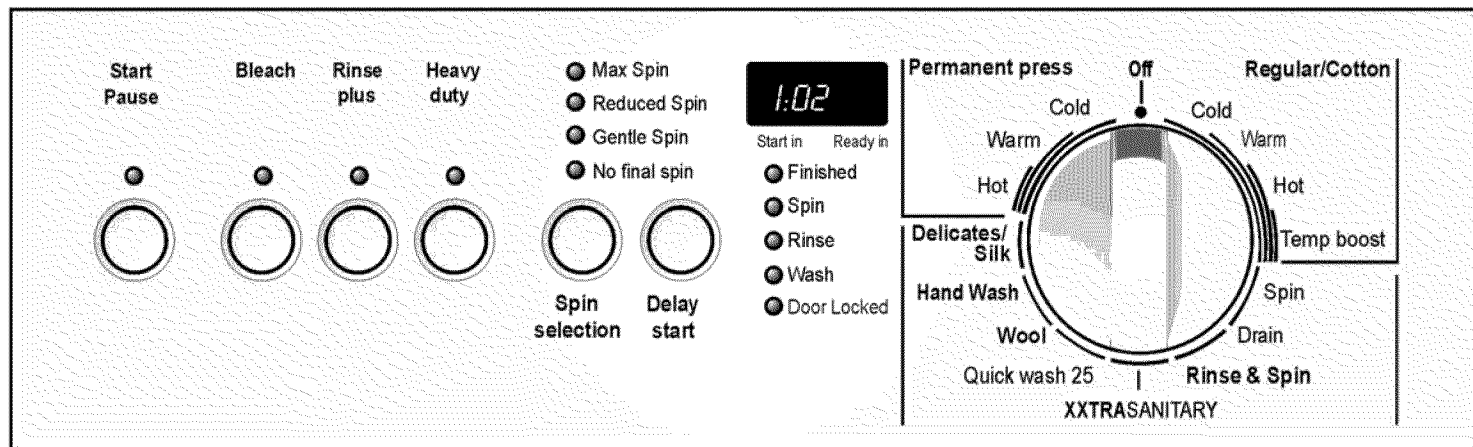 Start
Pause
Bleach
Rinse
plus
Heavy
duty
Max Spin
Reduced Spin
Gentle Spin
No final spin
Spin
selection
Delay
start
1:02
Start in Ready in
Finished
Spin
Rinse
Wash
Door Locked
Permanent press
Off
Regular/Cotton
Cold
Warm
Hot
Cold
Warm
Hot
Temp boost
Delicates/
Silk
Hand Wash
Wool
Quick wash 25
XXTRASANITARY
Rinse & Spin
Drain
Spin